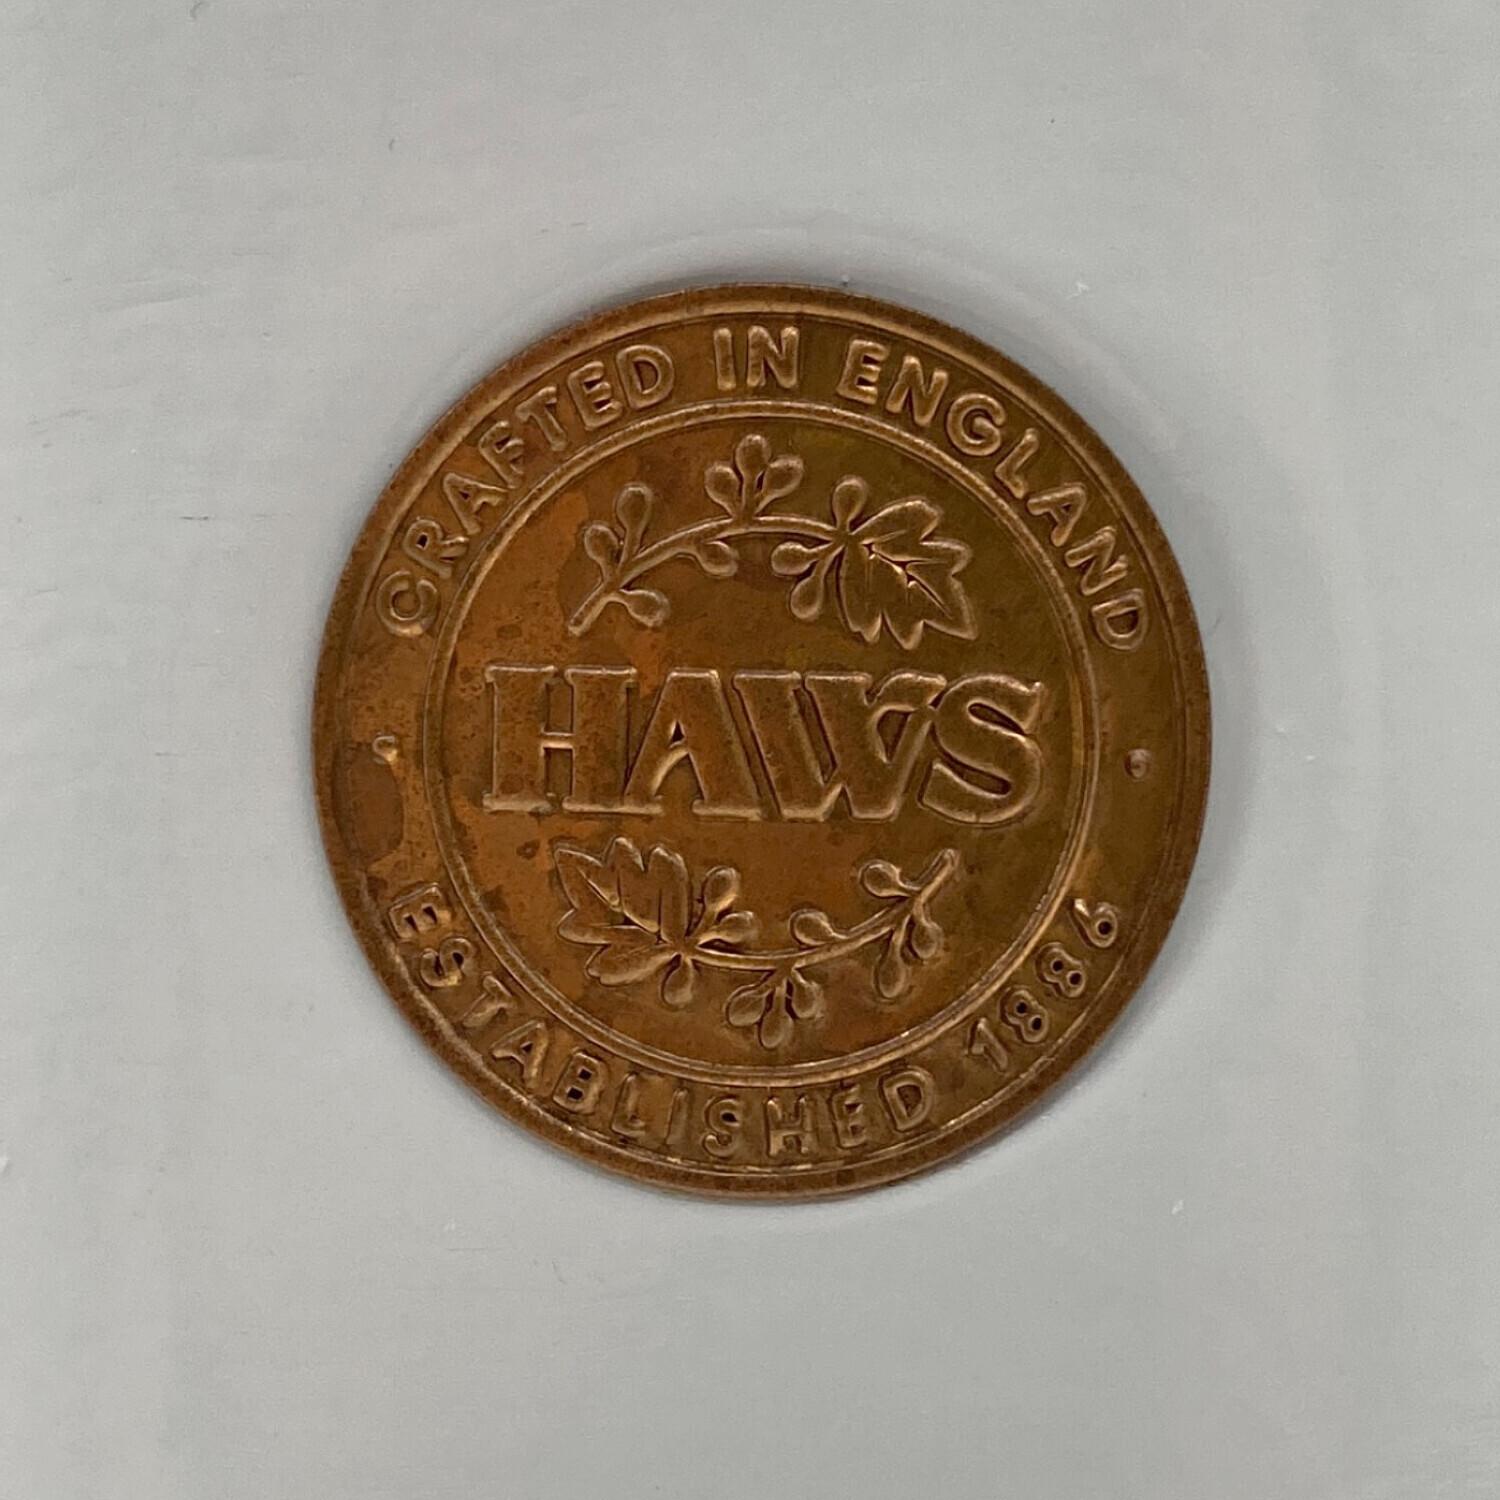 CRAFTED IN ENGLAND
HAWS
ESTABLISHED 1886